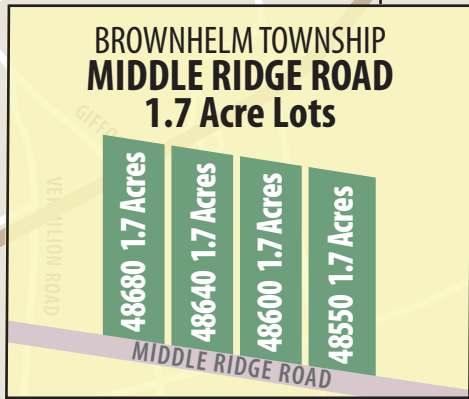 BROWNHELM TOWNSHIP
MIDDLE RIDGE ROAD
1.7 Acre Lots
VERMILION ROAD
48680 1.7 Acres
48640 1.7 Acres
48600 1.7 Acres
48550 1.7 Acres
MIDDLE RIDGE ROAD